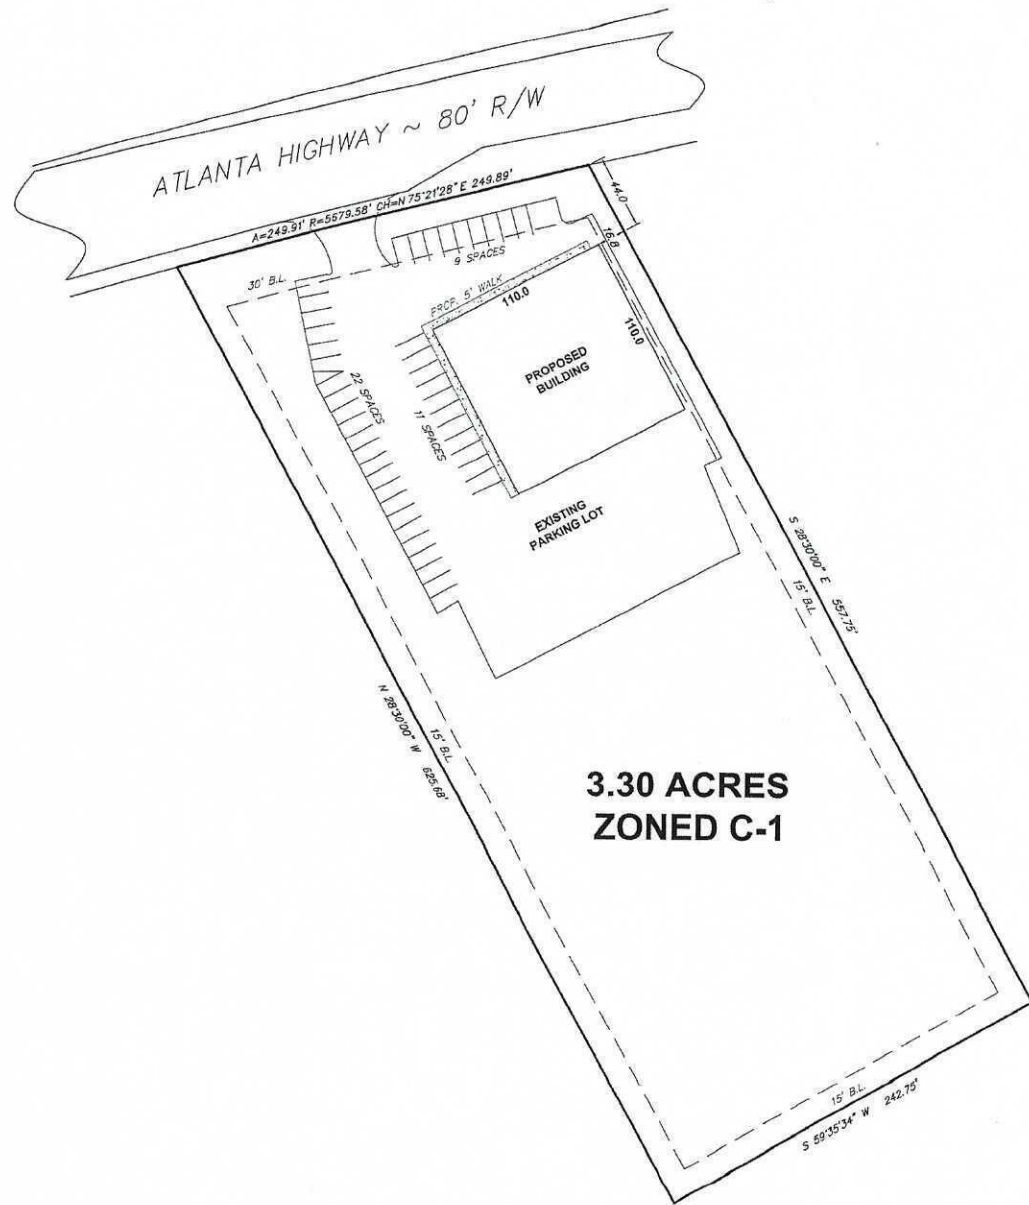 ATLANTA HIGHWAY ~ 80' R/W
A=249.91' R=5579.58' CH=N 75°21'28" E 249.89'
44.0
16.8
9 SPACES
30' B.L.
PROP. 5' WALK
110.0
110.0
PROPOSED
BUILDING
22 SPACES
11 SPACES
EXISTING
PARKING LOT
S 28°30'00" E 557.75'
15' B.L.
N 28°30'00" W 625.68'
15' B.L.
3.30 ACRES
ZONED C-1
15' B.L.
S 59°35'34" W 242.75'